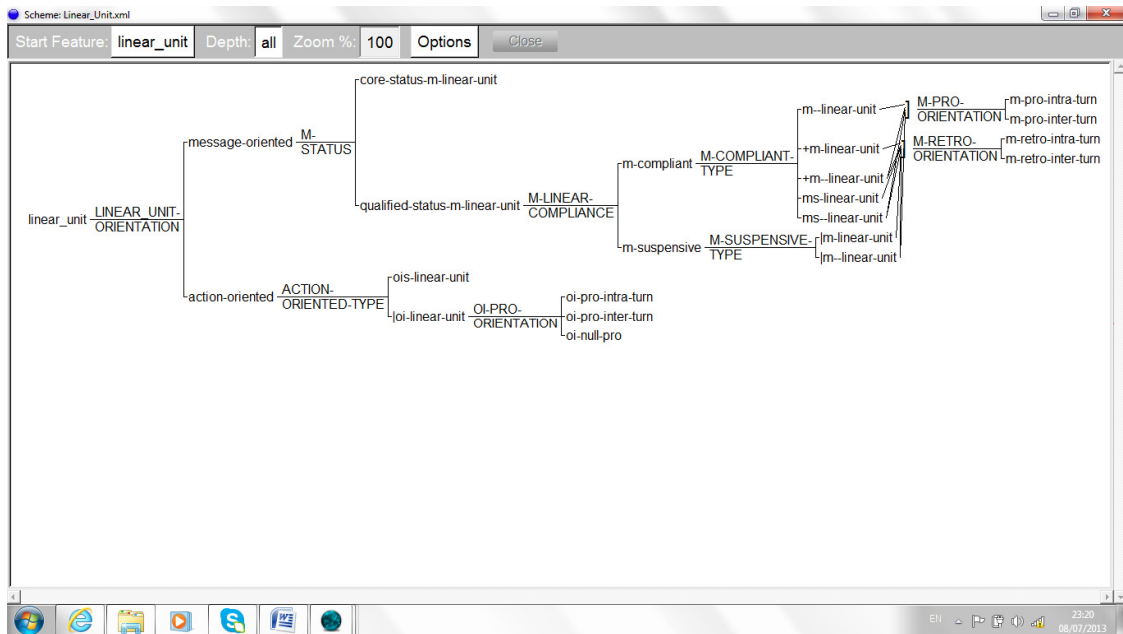 Scheme: Linear_Unit.xml
Start Feature: linear_unit Depth: all Zoom %: 100 Options Close
core-status-m-linear-unit
message-oriented M-STATUS
m--linear-unit
M-PRO-ORIENTATION
m-pro-intra-turn
m-pro-inter-turn
+m-linear-unit
M-RETRO-ORIENTATION
m-retro-intra-turn
m-retro-inter-turn
m-compliant M-COMPLIANT-TYPE
+m--linear-unit
ms-linear-unit
ms--linear-unit
linear_unit LINEAR_UNIT-ORIENTATION
qualified-status-m-linear-unit M-LINEAR-COMPLIANCE
m-suspensive M-SUSPENSIVE-TYPE
|m-linear-unit
|m--linear-unit
action-oriented ACTION-ORIENTED-TYPE
ois-linear-unit
|oi-linear-unit OI-PRO-ORIENTATION
oi-pro-intra-turn
oi-pro-inter-turn
oi-null-pro
EN
23:20
08/07/2013